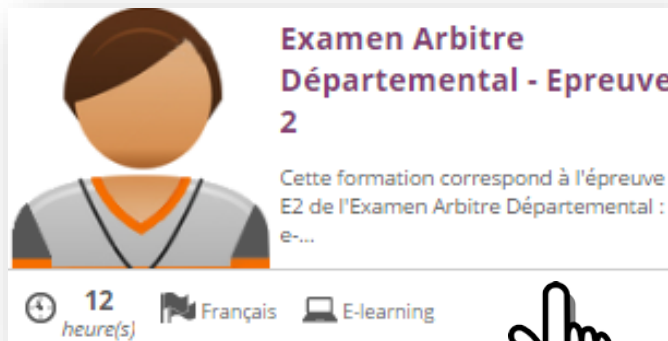 Examen Arbitre
Départemental - Epreuve
2
Cette formation correspond à l'épreuve
E2 de l'Examen Arbitre Départemental :
e-...
12 Français E-learning
heure(s)